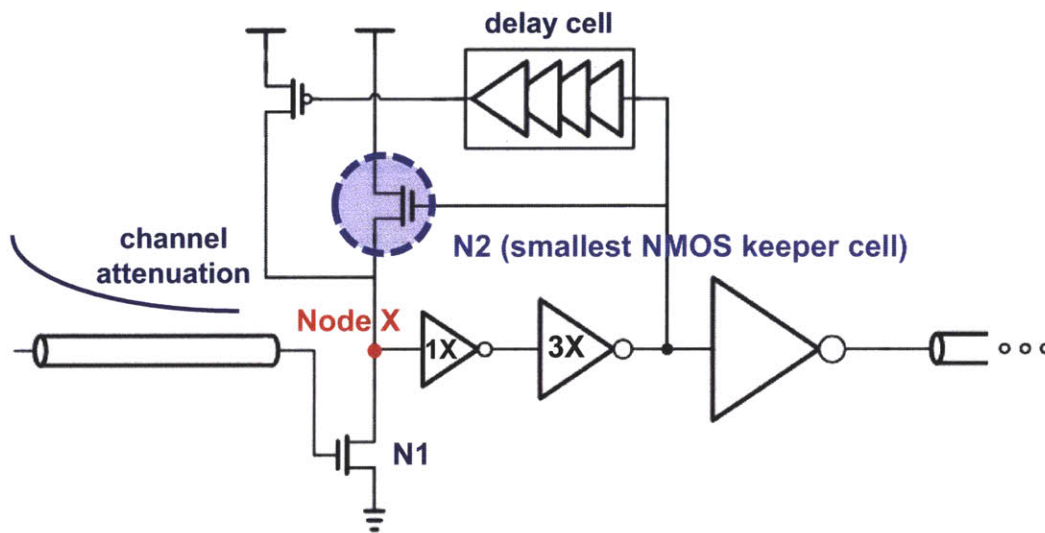 delay cell
channel
attenuation
N2 (smallest NMOS keeper cell)
Node X
1X
3X
N1